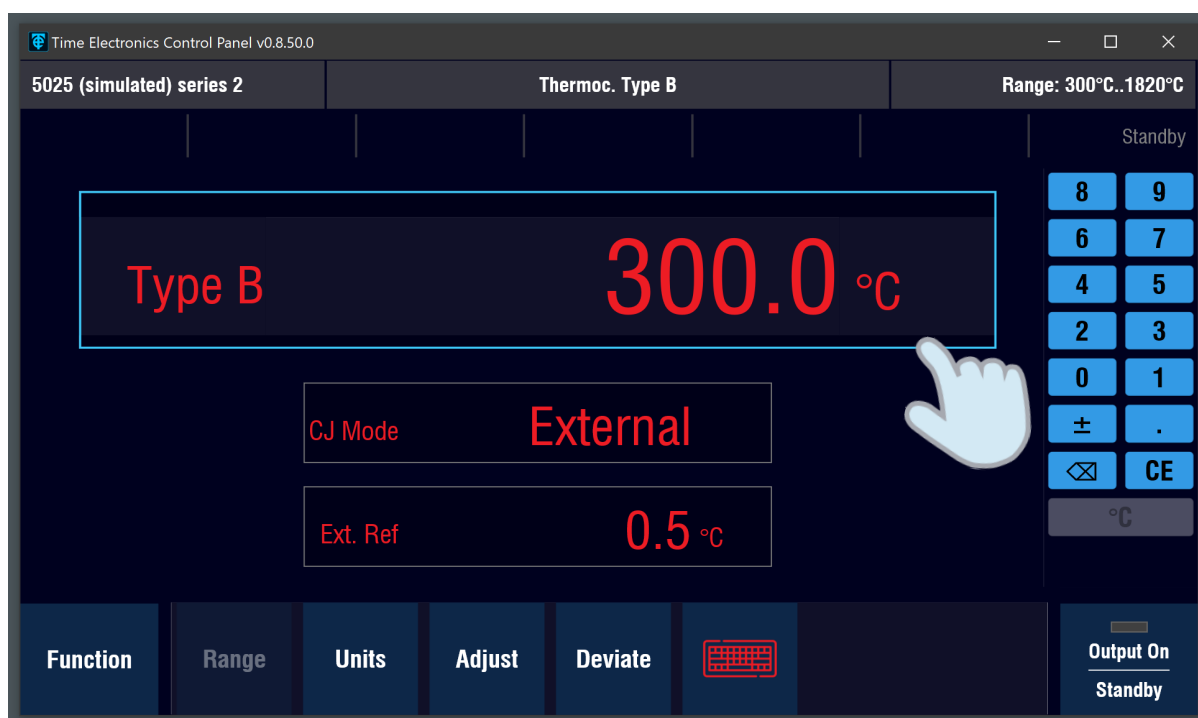 Time Electronics Control Panel v0.8.50.0
5025 (simulated) series 2
Thermoc. Type B
Range: 300°C..1820°C
Standby
Type B 300.0 °C
CJ Mode External
Ext. Ref 0.5 °C
8 9
6 7
4 5
2 3
0 1
± .
⌫ CE
°C
Function Range Units Adjust Deviate
Output On
Standby